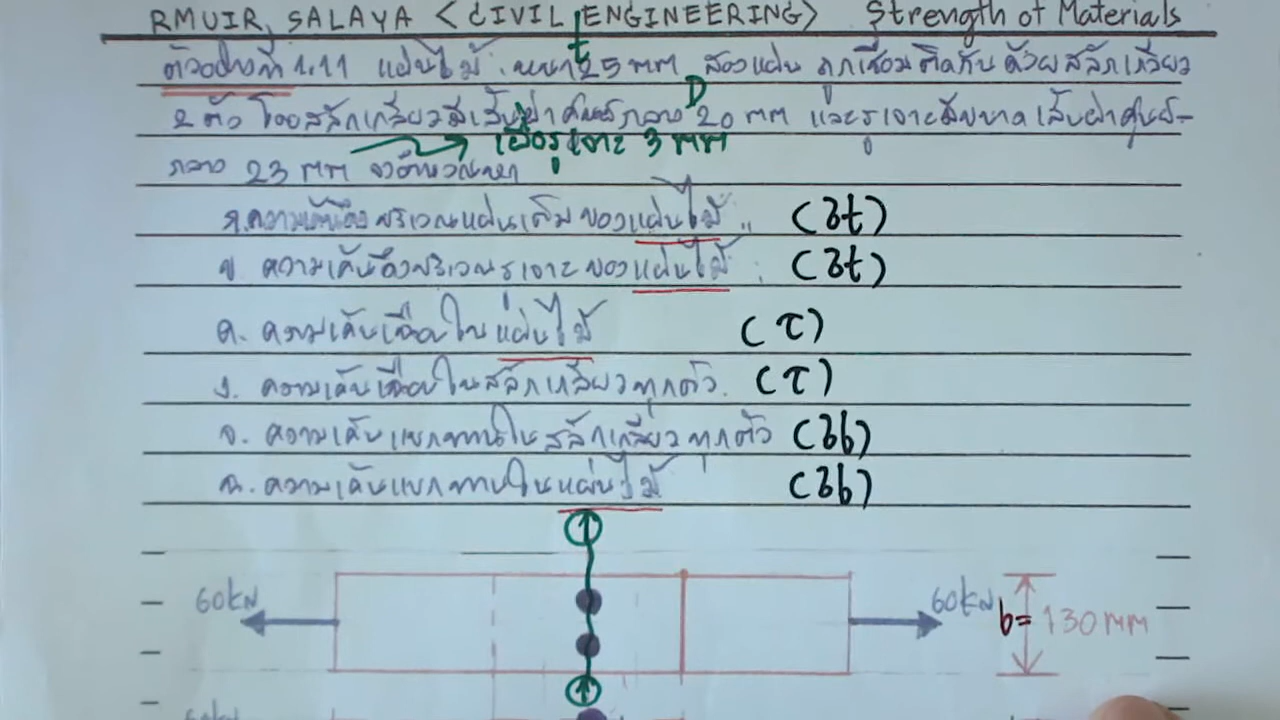 RMUIR, SALAYA < CIVIL ENGINEERING > Strength of Materials
ตัวอย่างที่ 1.11 แผ่นไม้ หนา 25 mm สองแผ่น ถูกเชื่อมติดกัน ด้วยสลักเกลียว
t
2 ตัว โดยสลักเกลียวมีเส้นผ่าศูนย์กลาง 20 mm และรูเจาะมีขนาดเส้นผ่าศูนย์-
D
กลาง 23 mm จงคำนวณหา
เผื่อรูเจาะ 3 mm
ก. ความเค้นดึงบริเวณแผ่นเต็มของแผ่นไม้ (σt)
ข. ความเค้นดึงบริเวณรูเจาะของแผ่นไม้ (σt)
ค. ความเค้นเฉือนในแผ่นไม้ (τ)
ง. ความเค้นเฉือนในสลักเกลียวทุกตัว (τ)
จ. ความเค้นแบกทานในสลักเกลียวทุกตัว (σb)
ฉ. ความเค้นแบกทานในแผ่นไม้ (σb)
60kN 60kN b= 130 mm
60kN